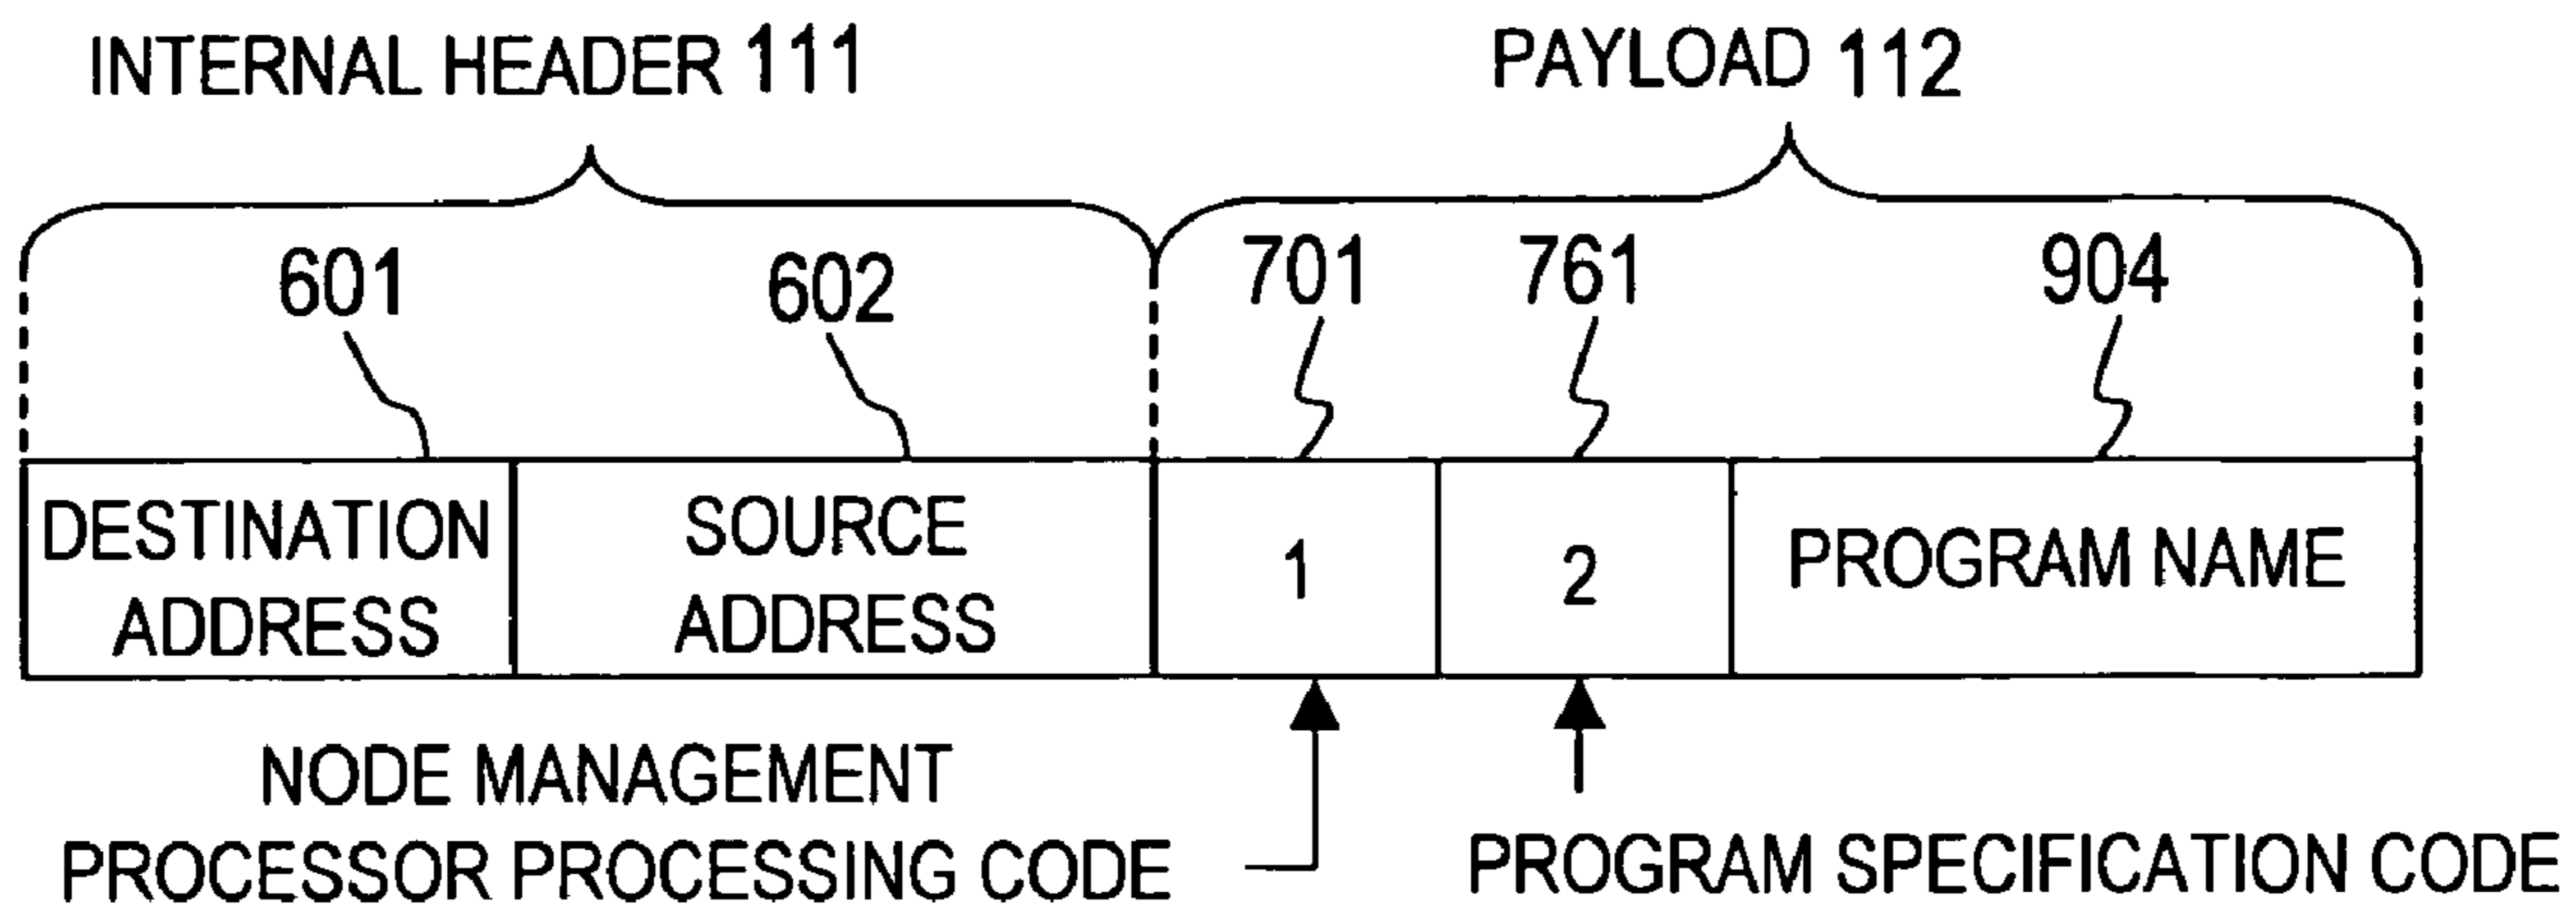 INTERNAL HEADER 111
PAYLOAD 112
601
602
701
761
904
DESTINATION
ADDRESS
SOURCE
ADDRESS
1
2
PROGRAM NAME
NODE MANAGEMENT
PROCESSOR PROCESSING CODE
PROGRAM SPECIFICATION CODE